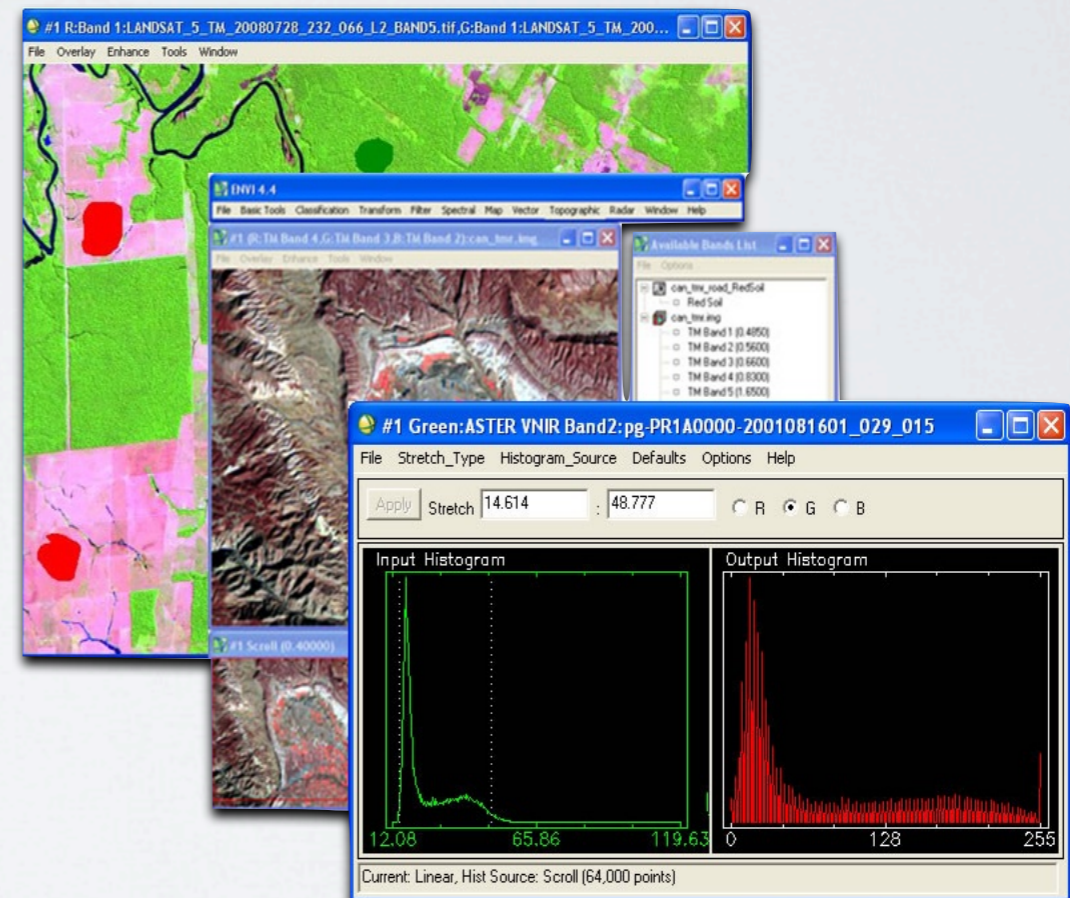 #1 R:Band 1:LANDSAT_5_TM_20080728_232_066_L2_BAND5.tif,G:Band 1:LANDSAT_5_TM_200...
File Overlay Enhance Tools Window
ENVI 4.4
File Basic Tools Classification Transform Filter Spectral Map Vector Topographic Radar Window Help
#1 (R:TM Band 4,G:TM Band 3,B:TM Band 2):can_tmr.img
File Overlay Enhance Tools Window
Available Bands List
File Options
can_tmr_road_RedSoil
Red Soil
can_tmr.img
TM Band 1 (0.4850)
TM Band 2 (0.5600)
TM Band 3 (0.6600)
TM Band 4 (0.8300)
TM Band 5 (1.6500)
#1 Scroll (0.40000)
#1 Green:ASTER VNIR Band2:pg-PR1A0000-2001081601_029_015
File Stretch_Type Histogram_Source Defaults Options Help
Apply Stretch 14.614 : 48.777 R G B
Input Histogram
12.08 65.86 119.63
Output Histogram
0 128 255
Current: Linear, Hist Source: Scroll (64,000 points)